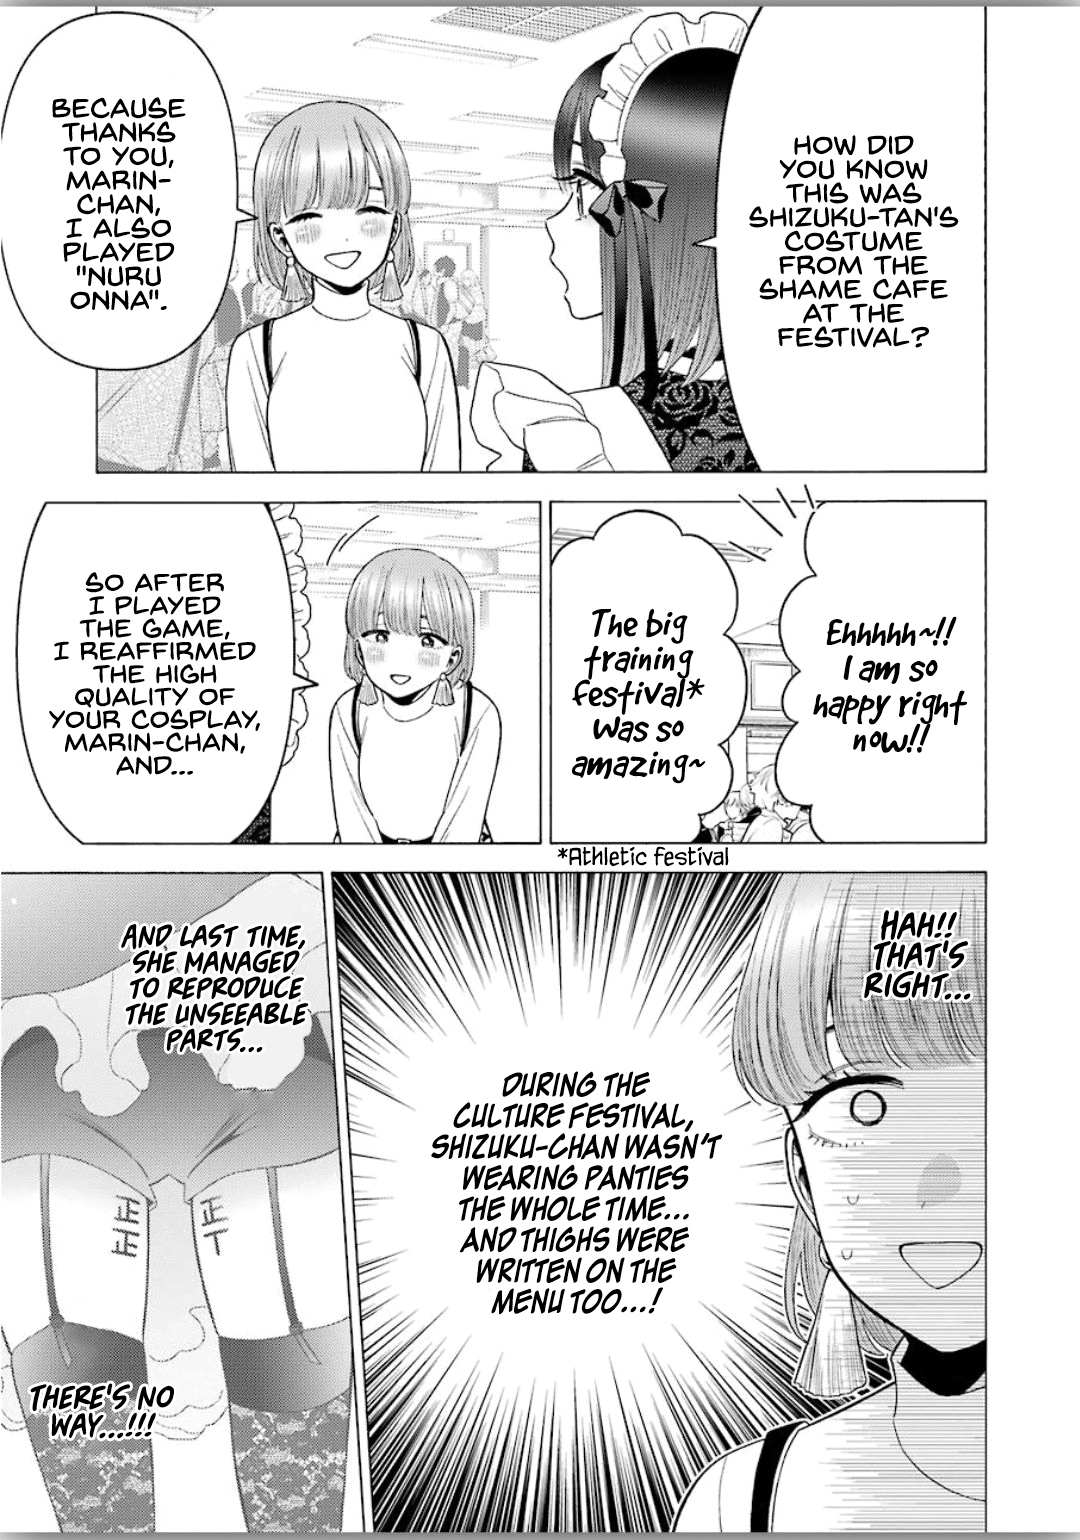 HOW DID
YOU KNOW
THIS WAS
SHIZUKU-TAN'S
COSTUME
FROM THE
SHAME CAFE
AT THE
FESTIVAL?
BECAUSE
THANKS
TO YOU,
MARIN-
CHAN,
I ALSO
PLAYED
"NURU
ONNA".
Ehhhhh~!!
I am so
happy right
now!!
The big
training
festival*
was so
amazing~
*Athletic festival
SO AFTER
I PLAYED
THE GAME,
I REAFFIRMED
THE HIGH
QUALITY OF
YOUR COSPLAY,
MARIN-CHAN,
AND...
HAH!!
THAT'S
RIGHT...
DURING THE
CULTURE FESTIVAL,
SHIZUKU-CHAN WASN'T
WEARING PANTIES
THE WHOLE TIME...
AND THIGHS WERE
WRITTEN ON THE
MENU TOO...!
AND LAST TIME,
SHE MANAGED
TO REPRODUCE
THE UNSEEABLE
PARTS...
正
正
正
丅
THERE'S NO
WAY...!!!